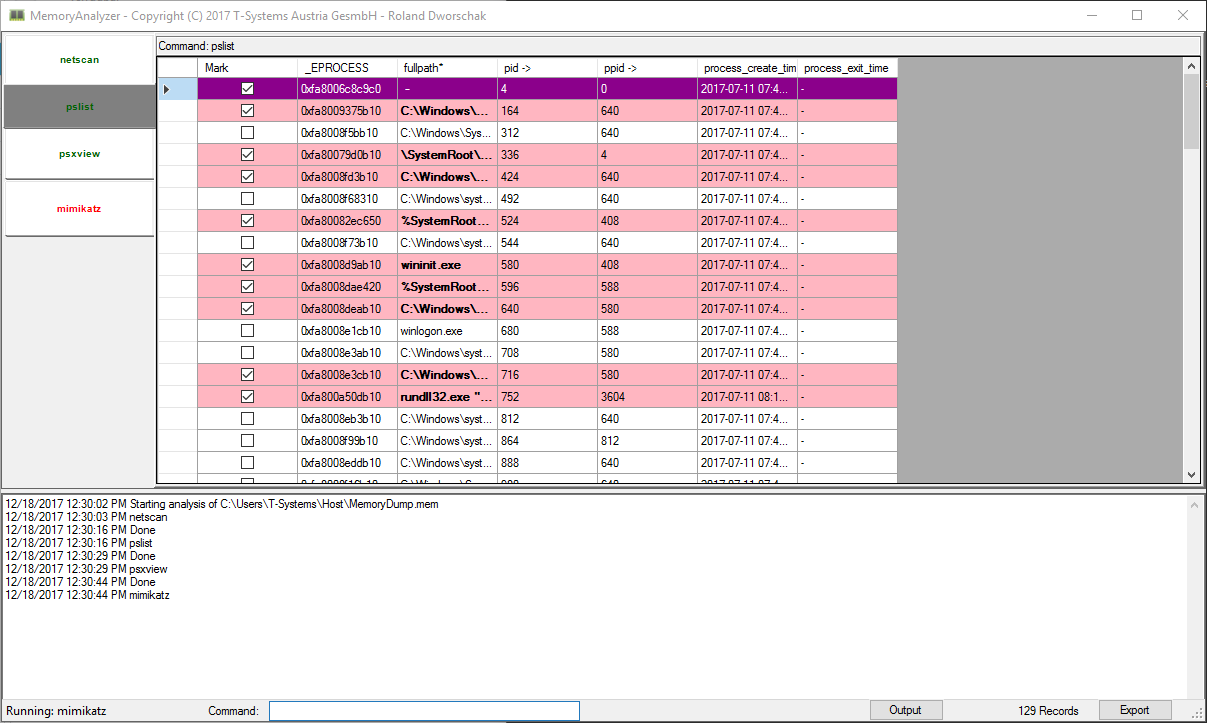 MemoryAnalyzer - Copyright (C) 2017 T-Systems Austria GesmbH - Roland Dworschak
netscan
pslist
psxview
mimikatz
Command: pslist
Mark _EPROCESS fullpath* pid -> ppid -> process_create_tim process_exit_time
0xfa8006c8c9c0 - 4 0 2017-07-11 07:4... -
0xfa8009375b10 C:\Windows\... 164 640 2017-07-11 07:4... -
0xfa8008f5bb10 C:\Windows\Sys... 312 640 2017-07-11 07:4... -
0xfa80079d0b10 \SystemRoot\... 336 4 2017-07-11 07:4... -
0xfa8008fd3b10 C:\Windows\... 424 640 2017-07-11 07:4... -
0xfa8008f68310 C:\Windows\syst... 492 640 2017-07-11 07:4... -
0xfa80082ec650 %SystemRoot... 524 408 2017-07-11 07:4... -
0xfa8008f73b10 C:\Windows\syst... 544 640 2017-07-11 07:4... -
0xfa8008d9ab10 wininit.exe 580 408 2017-07-11 07:4... -
0xfa8008dae420 %SystemRoot... 596 588 2017-07-11 07:4... -
0xfa8008deab10 C:\Windows\... 640 580 2017-07-11 07:4... -
0xfa8008e1cb10 winlogon.exe 680 588 2017-07-11 07:4... -
0xfa8008e3ab10 C:\Windows\syst... 708 580 2017-07-11 07:4... -
0xfa8008e3cb10 C:\Windows\... 716 580 2017-07-11 07:4... -
0xfa800a50db10 rundll32.exe "... 752 3604 2017-07-11 08:1... -
0xfa8008eb3b10 C:\Windows\syst... 812 640 2017-07-11 07:4... -
0xfa8008f99b10 C:\Windows\syst... 864 812 2017-07-11 07:4... -
0xfa8008eddb10 C:\Windows\syst... 888 640 2017-07-11 07:4... -
12/18/2017 12:30:02 PM Starting analysis of C:\Users\T-Systems\Host\MemoryDump.mem
12/18/2017 12:30:03 PM netscan
12/18/2017 12:30:16 PM Done
12/18/2017 12:30:16 PM pslist
12/18/2017 12:30:29 PM Done
12/18/2017 12:30:29 PM psxview
12/18/2017 12:30:44 PM Done
12/18/2017 12:30:44 PM mimikatz
Running: mimikatz Command: Output 129 Records Export